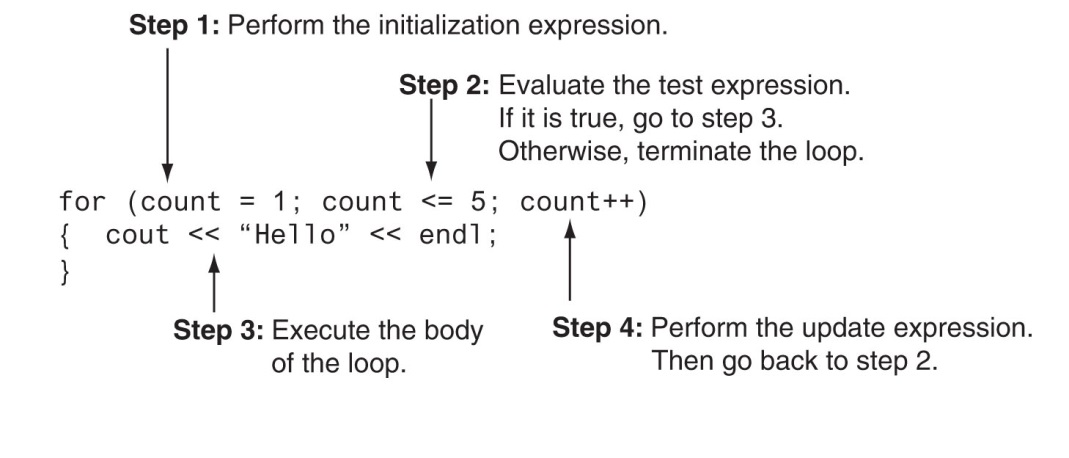 Step 1: Perform the initialization expression.
Step 2: Evaluate the test expression.
If it is true, go to step 3.
Otherwise, terminate the loop.
for (count = 1; count <= 5; count++)
{ cout << “Hello” << endl;
}
Step 3: Execute the body
of the loop.
Step 4: Perform the update expression.
Then go back to step 2.